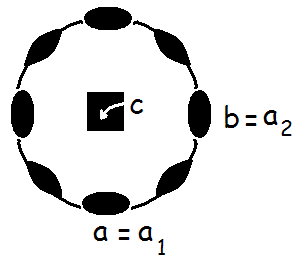 c
b = a₂
a = a₁